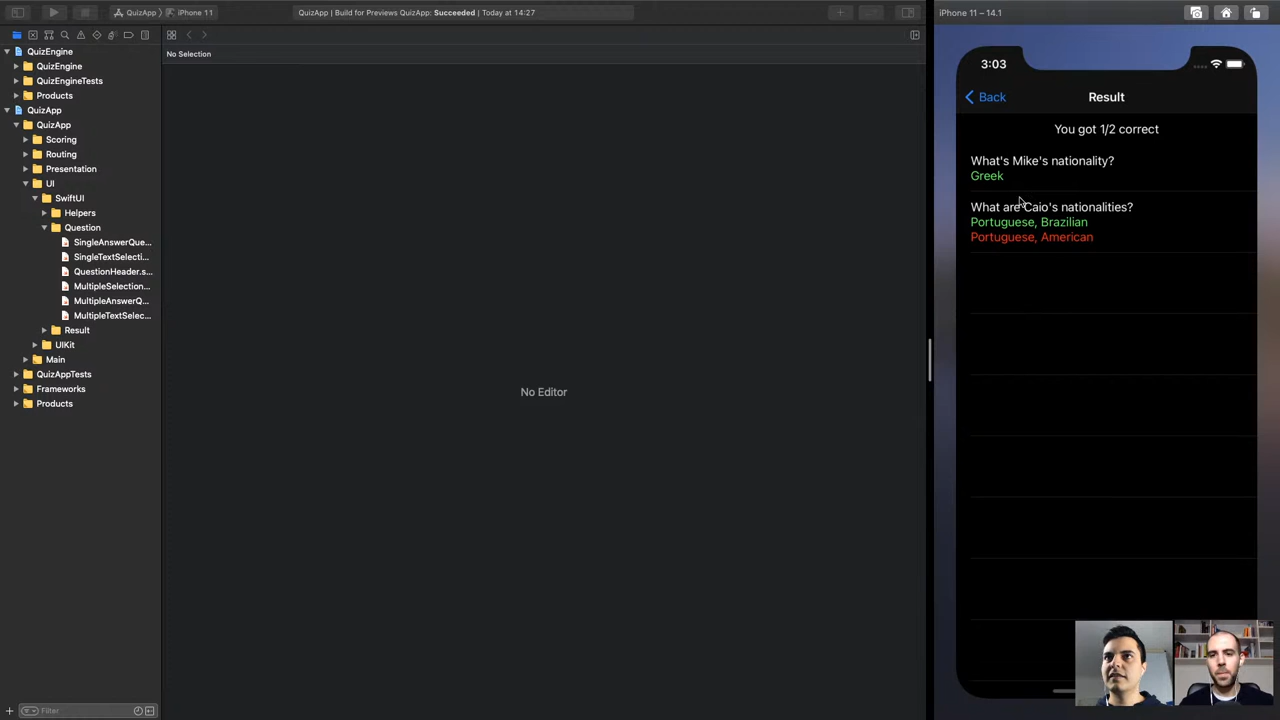 QuizApp
iPhone 11
QuizApp | Build for Previews QuizApp: Succeeded | Today at 14:27
iPhone 11 – 14.1
QuizEngine
QuizEngine
QuizEngineTests
Products
QuizApp
QuizApp
Scoring
Routing
Presentation
UI
SwiftUI
Helpers
Question
SingleAnswerQue...
SingleTextSelecti...
QuestionHeader.s...
MultipleSelection...
MultipleAnswerQ...
MultipleTextSelec...
Result
UIKit
Main
QuizAppTests
Frameworks
Products
Filter
No Selection
No Editor
3:03
Back
Result
You got 1/2 correct
What's Mike's nationality?
Greek
What are Caio's nationalities?
Portuguese, Brazilian
Portuguese, American